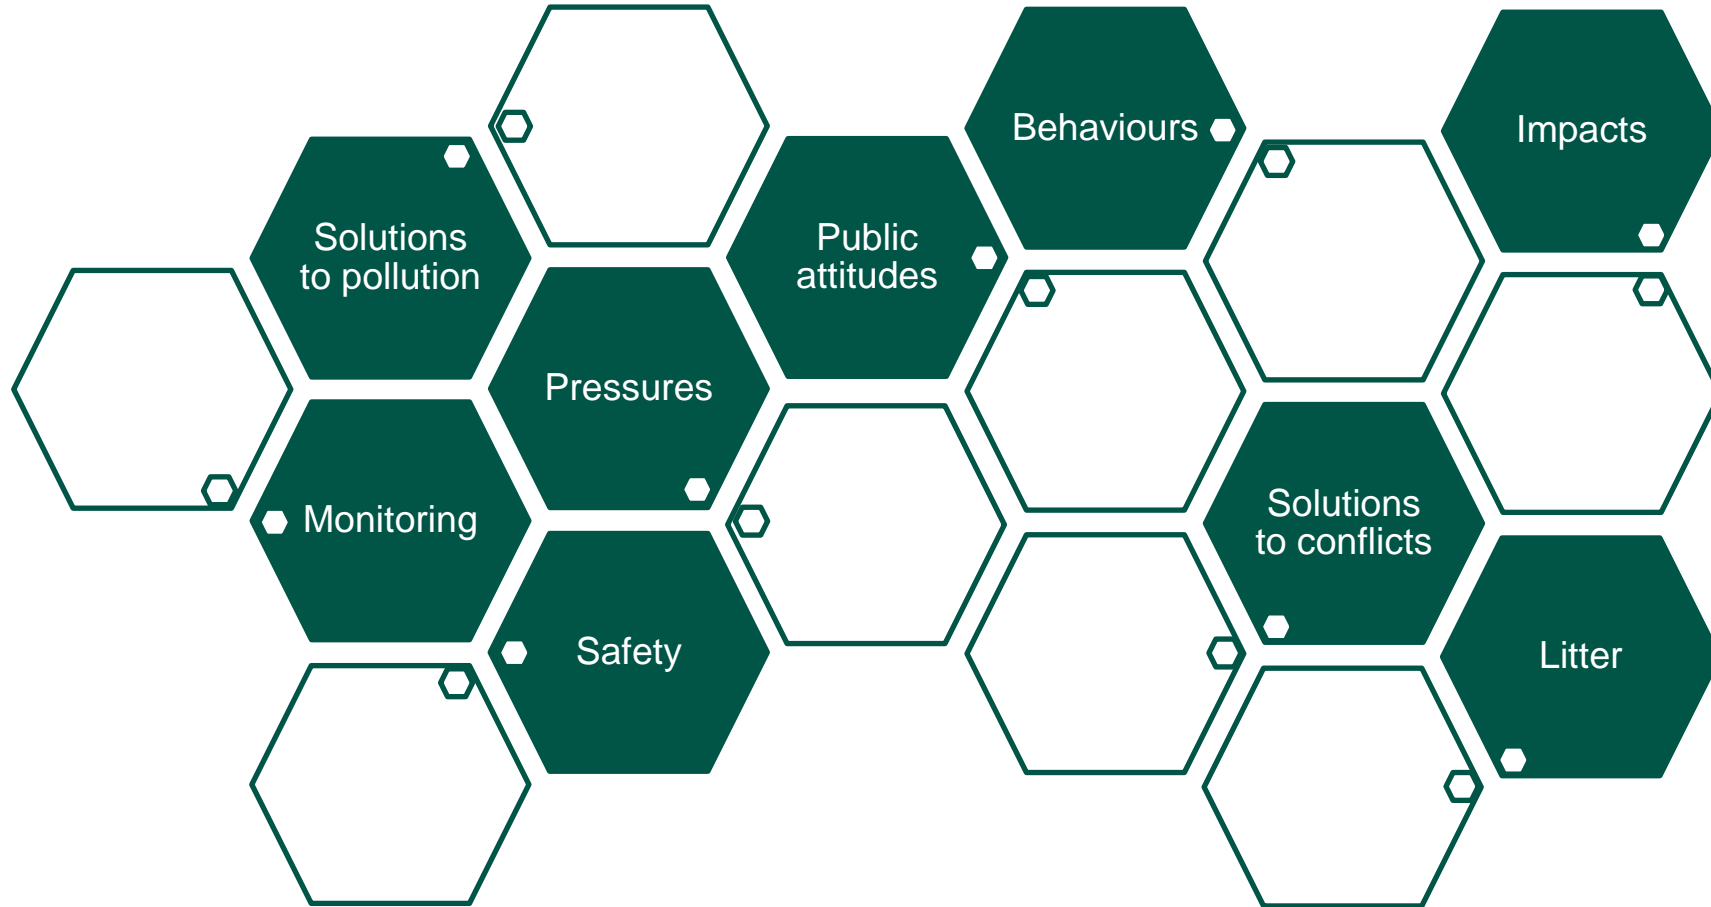 Behaviours
Impacts
Solutions
to pollution
Public
attitudes
Pressures
Monitoring
Solutions
to conflicts
Safety
Litter